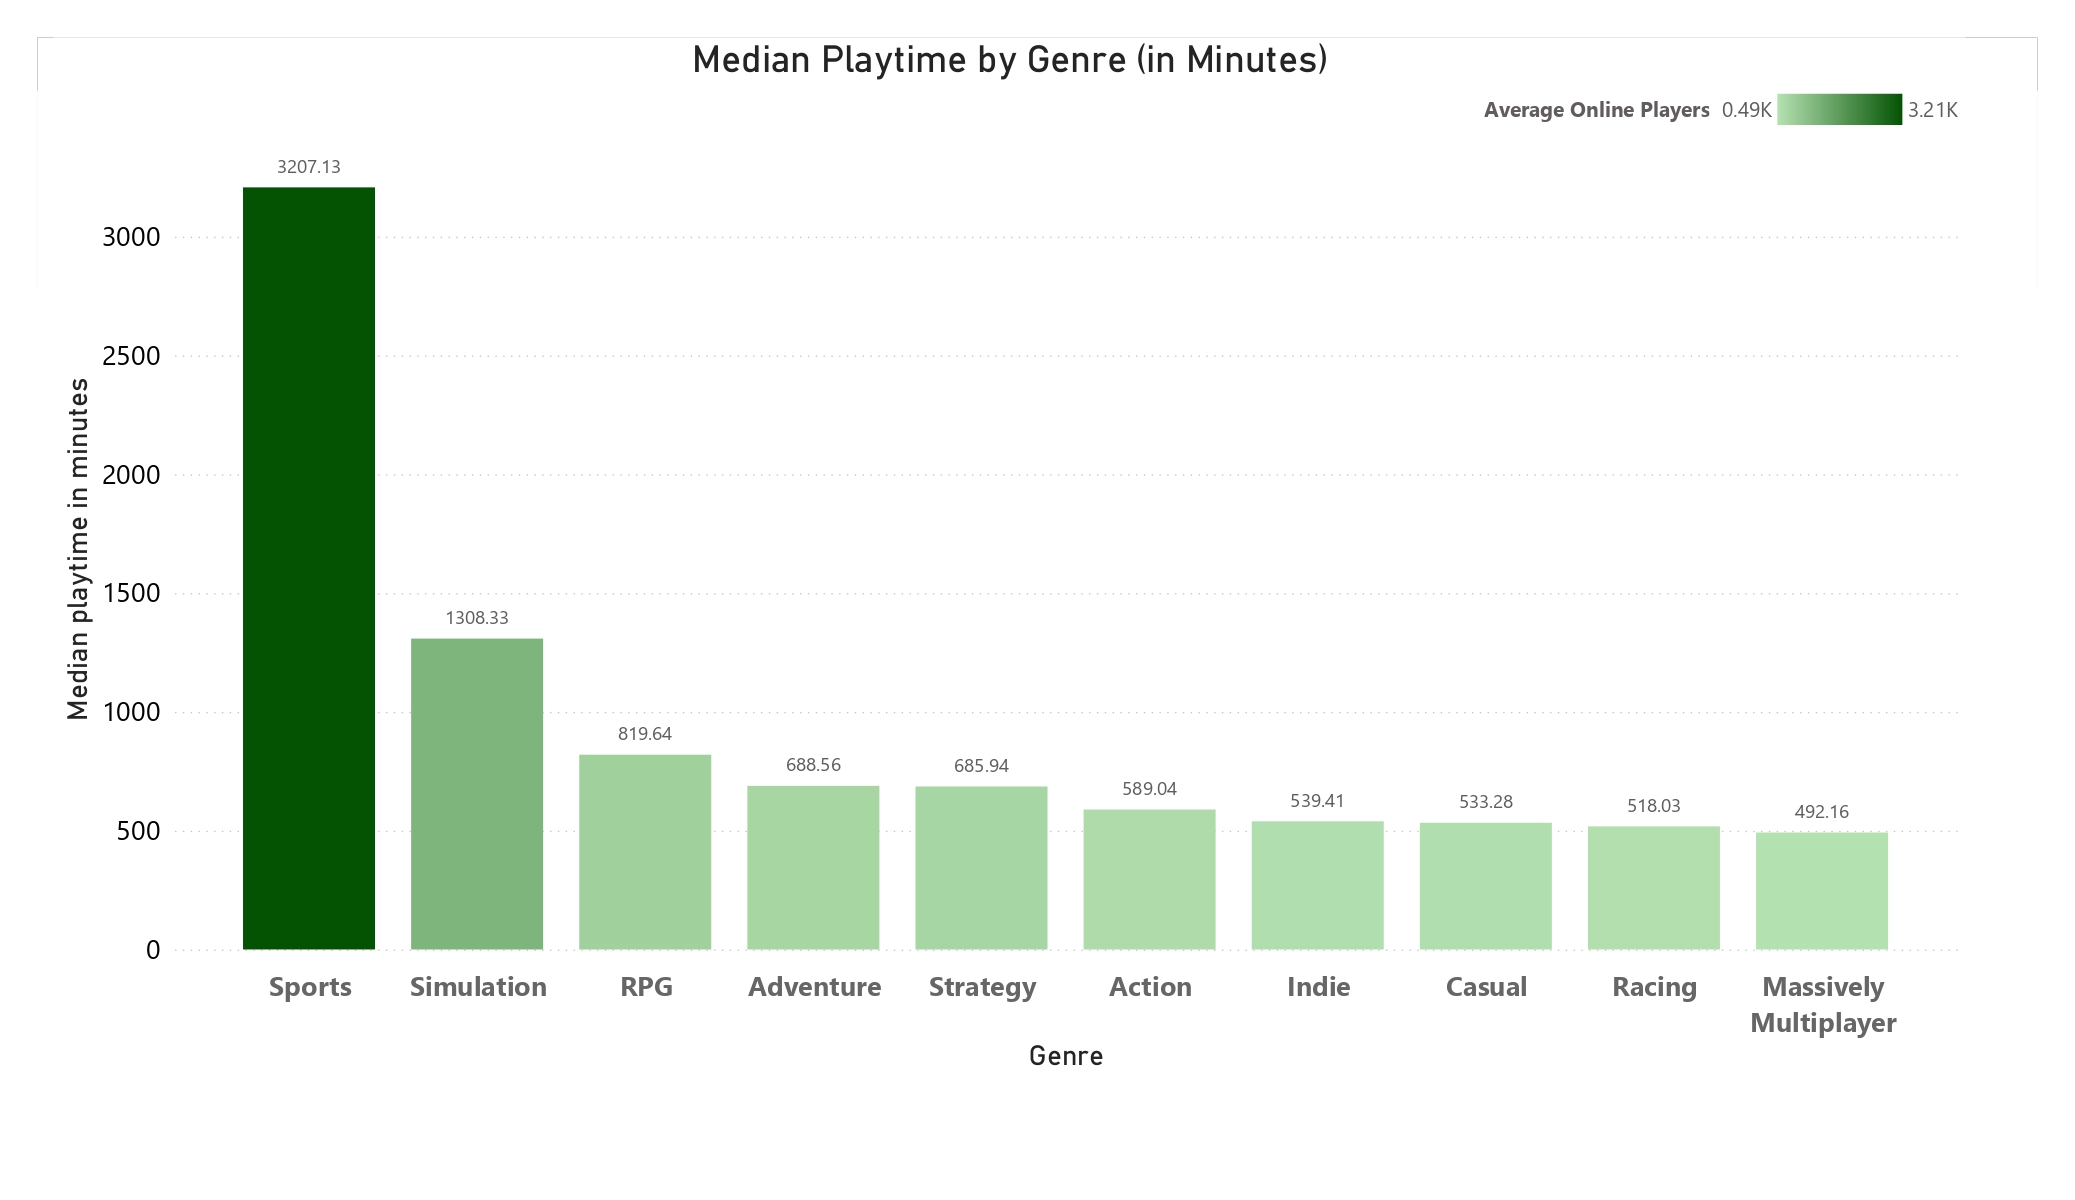 Median Playtime by Genre (in Minutes)
Average Online Players 0.49K 3.21K
Median playtime in minutes
3000
2500
2000
1500
1000
500
0
3207.13
1308.33
819.64
688.56
685.94
589.04
539.41
533.28
518.03
492.16
Sports
Simulation
RPG
Adventure
Strategy
Action
Indie
Casual
Racing
Massively
Multiplayer
Genre